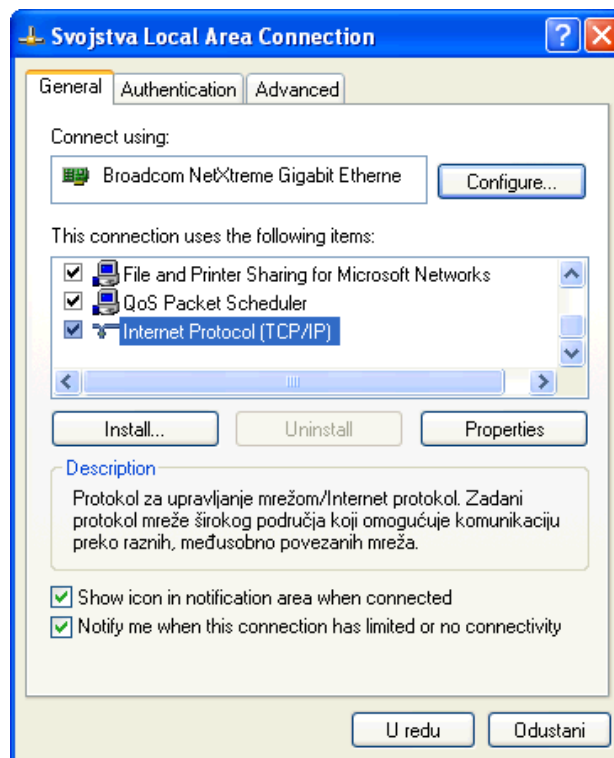 Svojstva Local Area Connection
General
Authentication
Advanced
Connect using:
Broadcom NetXtreme Gigabit Etherne
Configure...
This connection uses the following items:
File and Printer Sharing for Microsoft Networks
QoS Packet Scheduler
Internet Protocol (TCP/IP)
Install...
Uninstall
Properties
Description
Protokol za upravljanje mrežom/Internet protokol. Zadani
protokol mreže širokog područja koji omogućuje komunikaciju
preko raznih, međusobno povezanih mreža.
Show icon in notification area when connected
Notify me when this connection has limited or no connectivity
U redu
Odustani